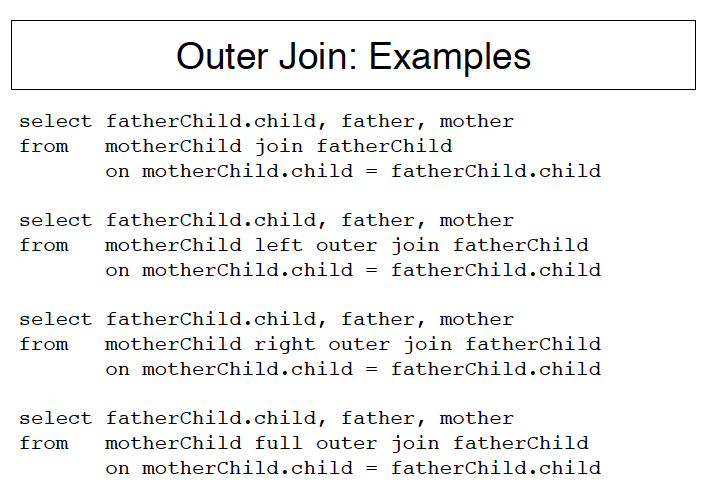 Outer Join: Examples
select fatherChild.child, father, mother
from   motherChild join fatherChild
       on motherChild.child = fatherChild.child
select fatherChild.child, father, mother
from   motherChild left outer join fatherChild
       on motherChild.child = fatherChild.child
select fatherChild.child, father, mother
from   motherChild right outer join fatherChild
       on motherChild.child = fatherChild.child
select fatherChild.child, father, mother
from   motherChild full outer join fatherChild
       on motherChild.child = fatherChild.child